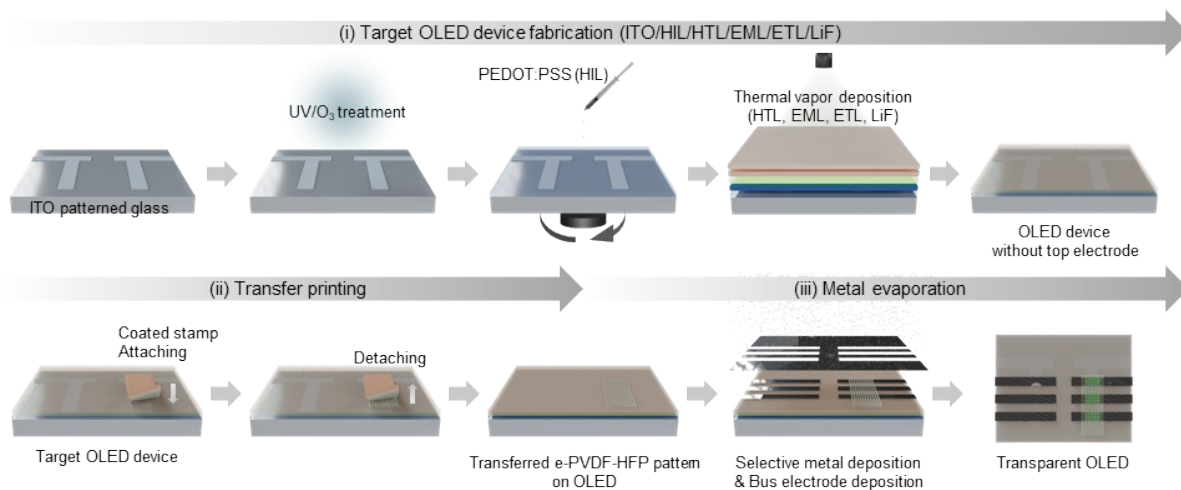 (i) Target OLED device fabrication (ITO/HIL/HTL/EML/ETL/LiF)
UV/O₃ treatment
PEDOT:PSS (HIL)
Thermal vapor deposition
(HTL, EML, ETL, LiF)
ITO patterned glass
OLED device
without top electrode
(ii) Transfer printing
(iii) Metal evaporation
Coated stamp
Attaching
Detaching
Target OLED device
Transferred e-PVDF-HFP pattern
on OLED
Selective metal deposition
& Bus electrode deposition
Transparent OLED